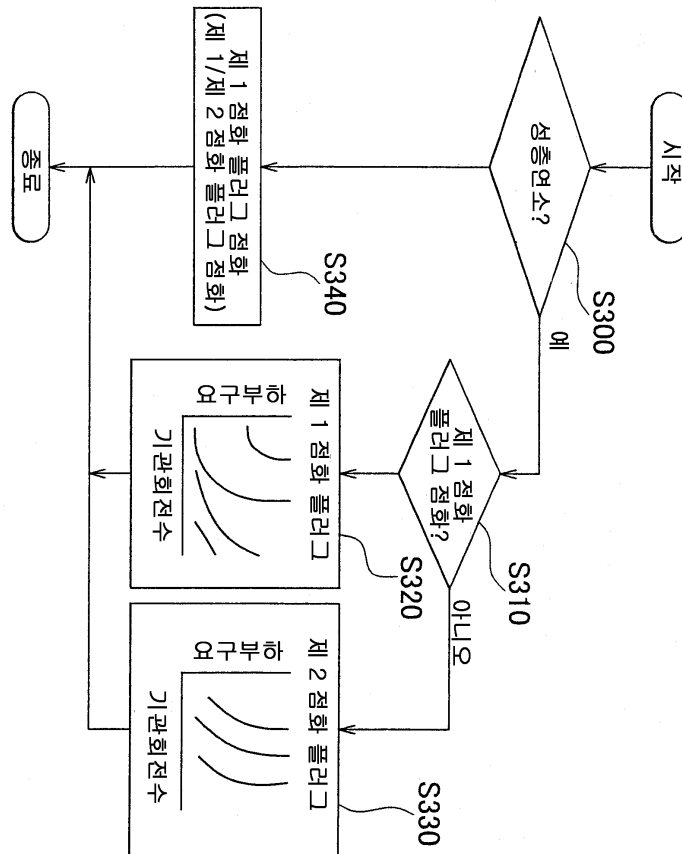 시작
성층연소?
S300
예
제 1 점화
플러그 점화?
S310
아니오
제 1 점화 플러그 점화
(제 1/제 2 점화 플러그 점화)
S340
제 1 점화 플러그
요구부하
기관회전수
S320
제 2 점화 플러그
요구부하
기관회전수
S330
종료